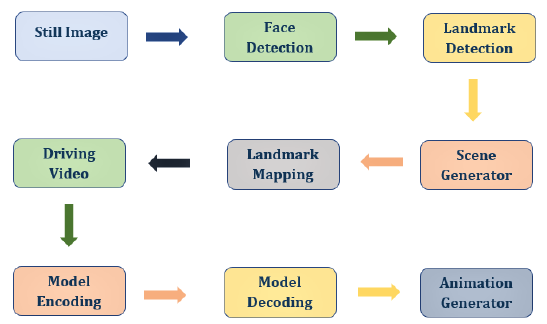 Still Image
Face
Detection
Landmark
Detection
Driving
Video
Landmark
Mapping
Scene
Generator
Model
Encoding
Model
Decoding
Animation
Generator